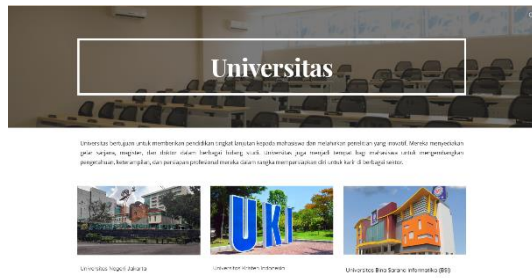 Universitas
Universitas bertujuan untuk memberikan pendidikan tingkat lanjutan kepada mahasiswa dan melakukan penelitian yang inovatif. Mereka menyediakan
gelar sarjana, magister, dan doktor dalam berbagai bidang studi. Universitas juga menjadi tempat bagi mahasiswa untuk mengembangkan
pengetahuan, keterampilan, dan persiapan profesional mereka dalam rangka mempersiapkan diri untuk karir di berbagai sektor.
UKI
Universitas Negeri Jakarta
Universitas Kristen Indonesia
Universitas Bina Sarana Informatika (BSI)